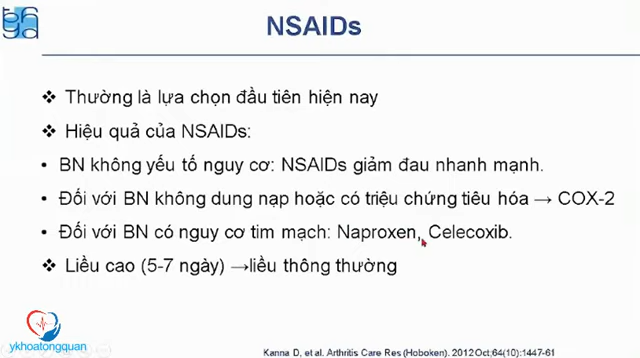 NSAIDs
❖ Thường là lựa chọn đầu tiên hiện nay
❖ Hiệu quả của NSAIDs:
• BN không yếu tố nguy cơ: NSAIDs giảm đau nhanh mạnh.
• Đối với BN không dung nạp hoặc có triệu chứng tiêu hóa → COX-2
• Đối với BN có nguy cơ tim mạch: Naproxen, Celecoxib.
❖ Liều cao (5-7 ngày) →liều thông thường
ykhoatongquan
Kanna D, et al. Arthritis Care Res (Hoboken). 2012 Oct;64(10):1447-61